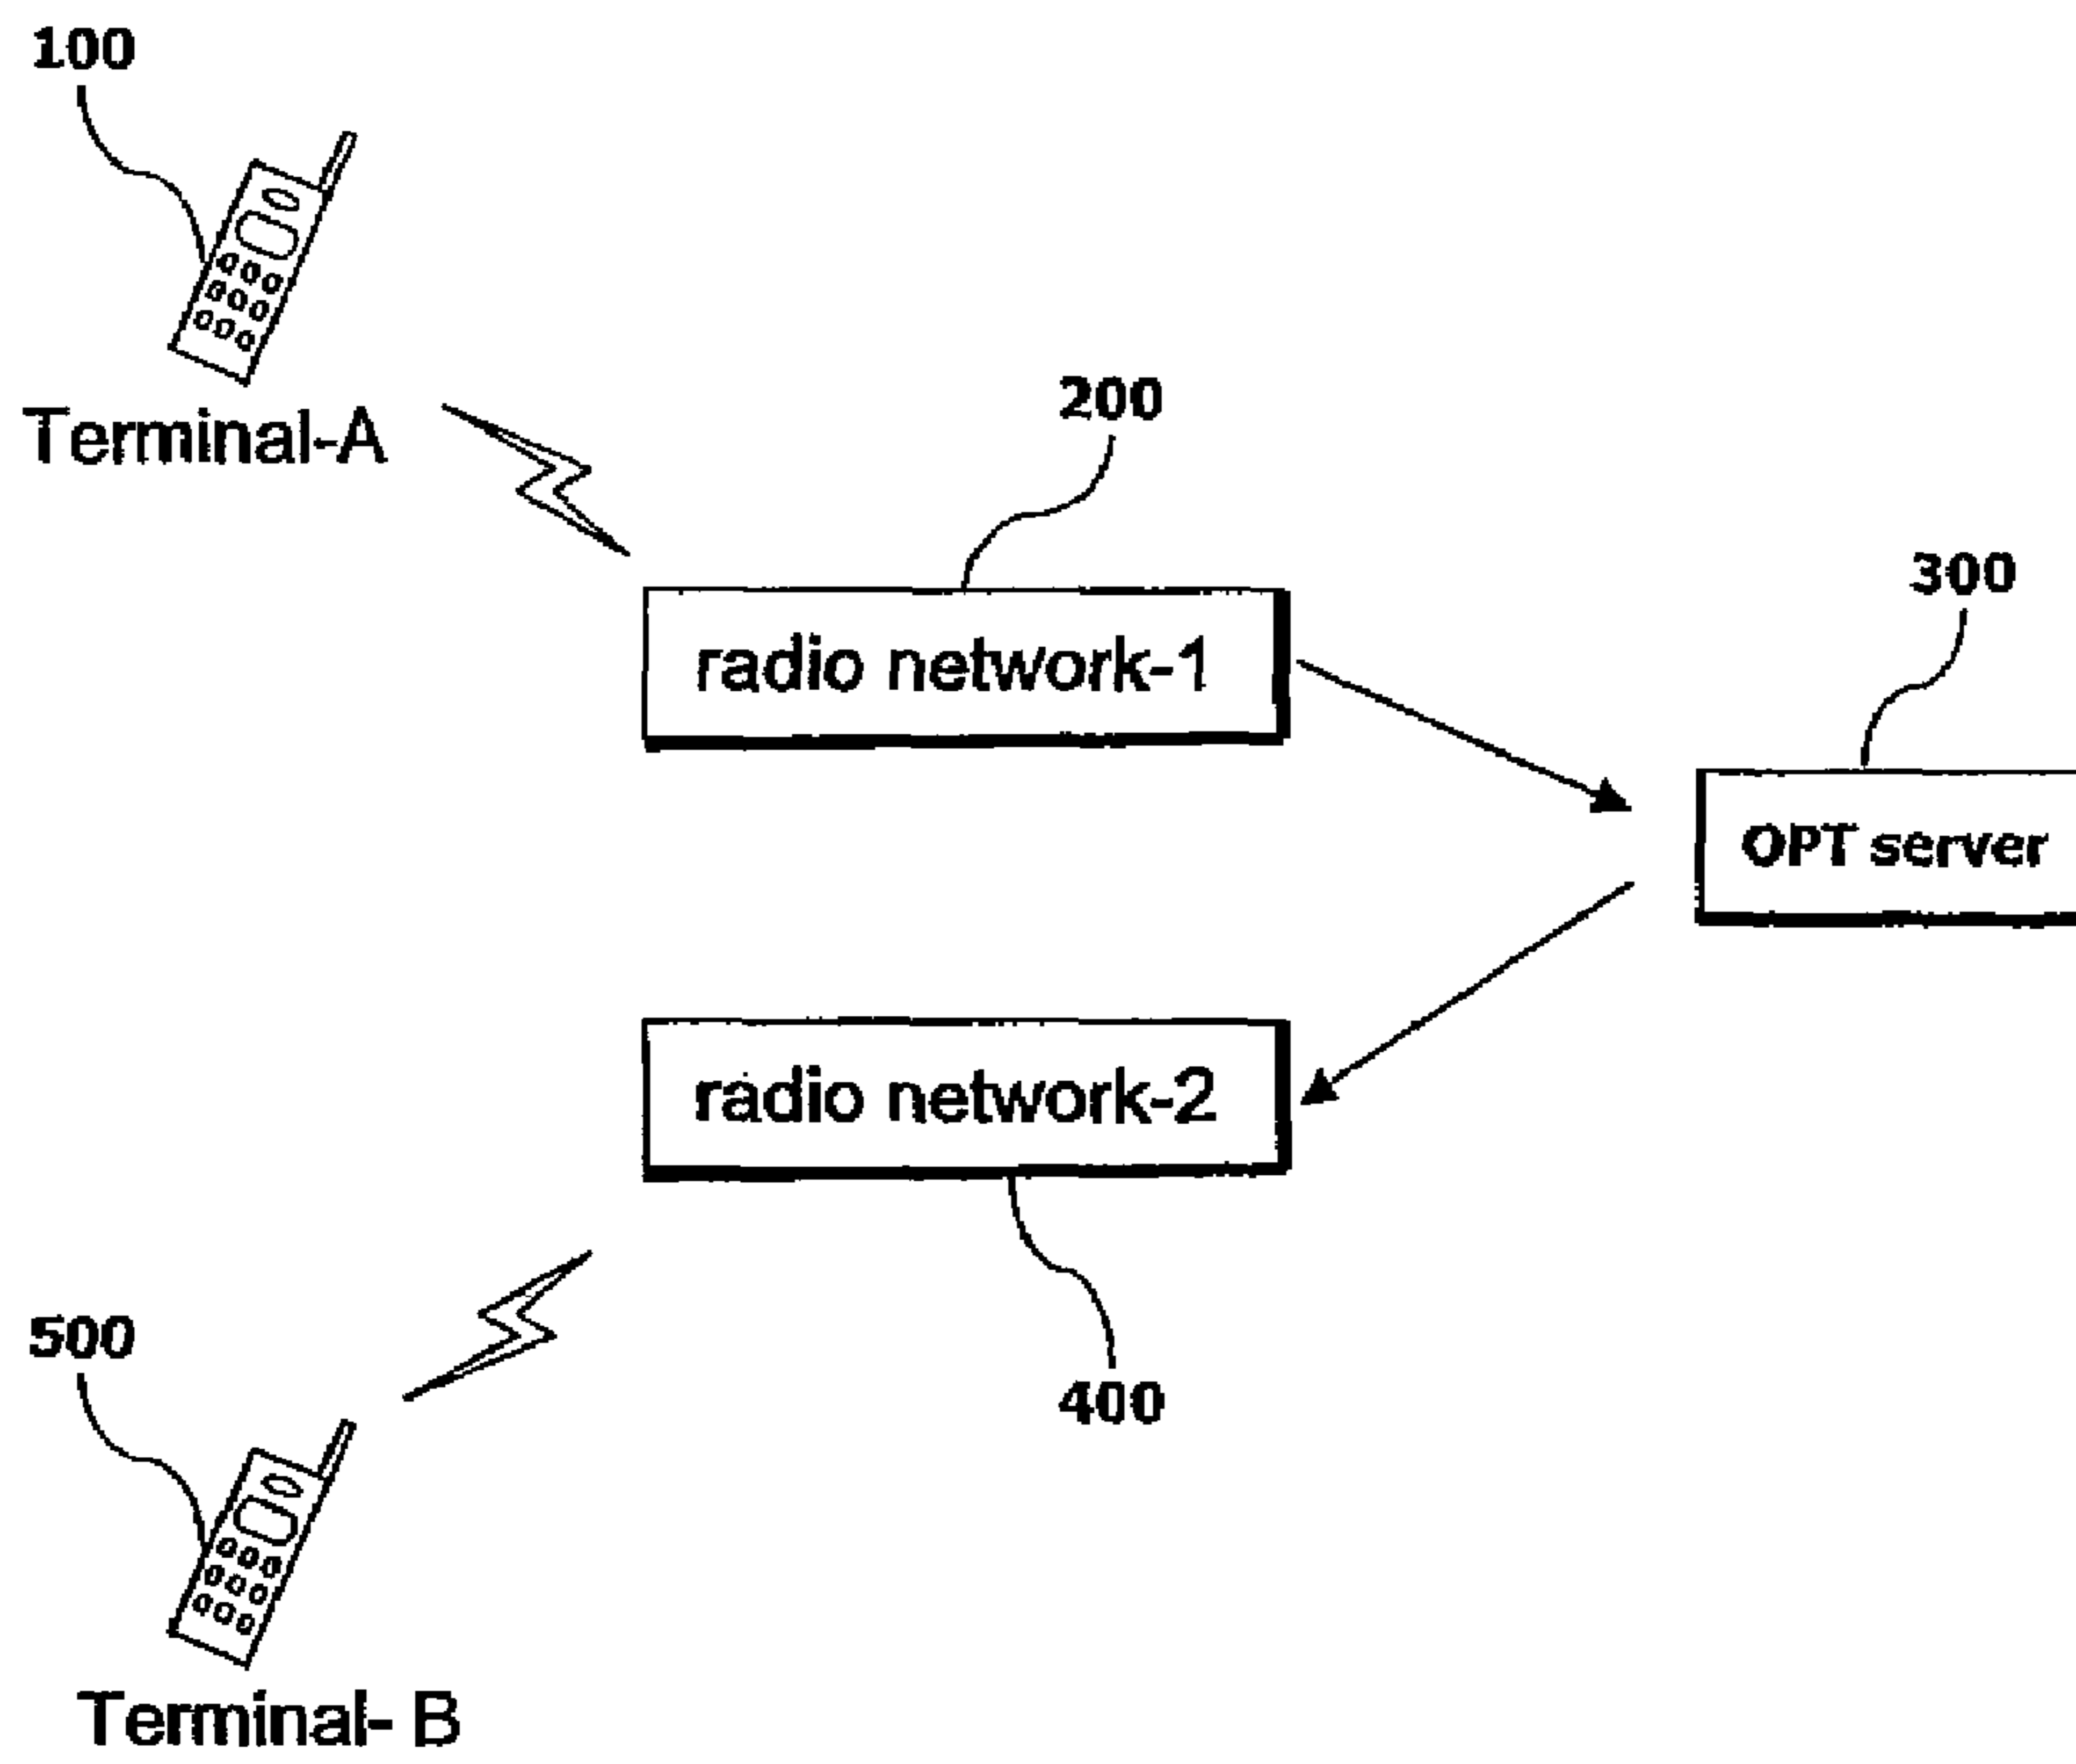 100
Terminal-A
200
radio network-1
300
OPT server
radio network-2
400
500
Terminal- B